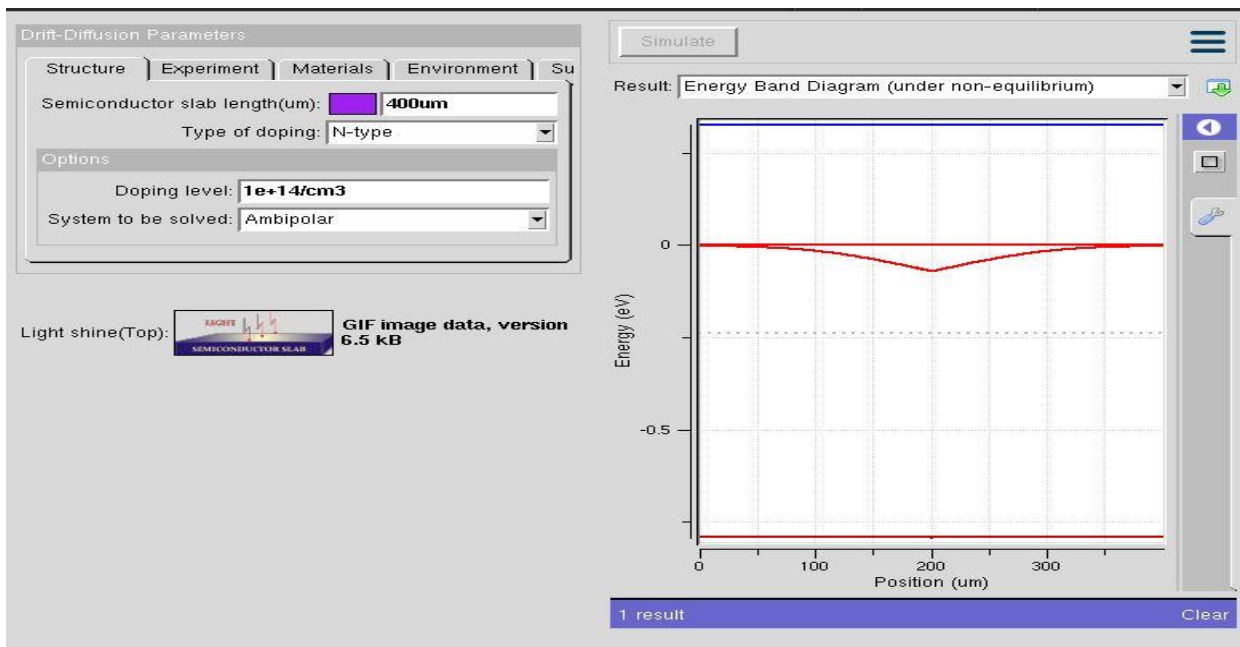 Drift-Diffusion Parameters
Structure Experiment Materials Environment Su
Semiconductor slab length(um): 400um
Type of doping: N-type
Options
Doping level: 1e+14/cm3
System to be solved: Ambipolar
Light shine(Top):
LIGHT
SEMICONDUCTOR SLAB
GIF image data, version
6.5 kB
Simulate
Result: Energy Band Diagram (under non-equilibrium)
Energy (eV)
0
-0.5
0 100 200 300
Position (um)
1 result Clear